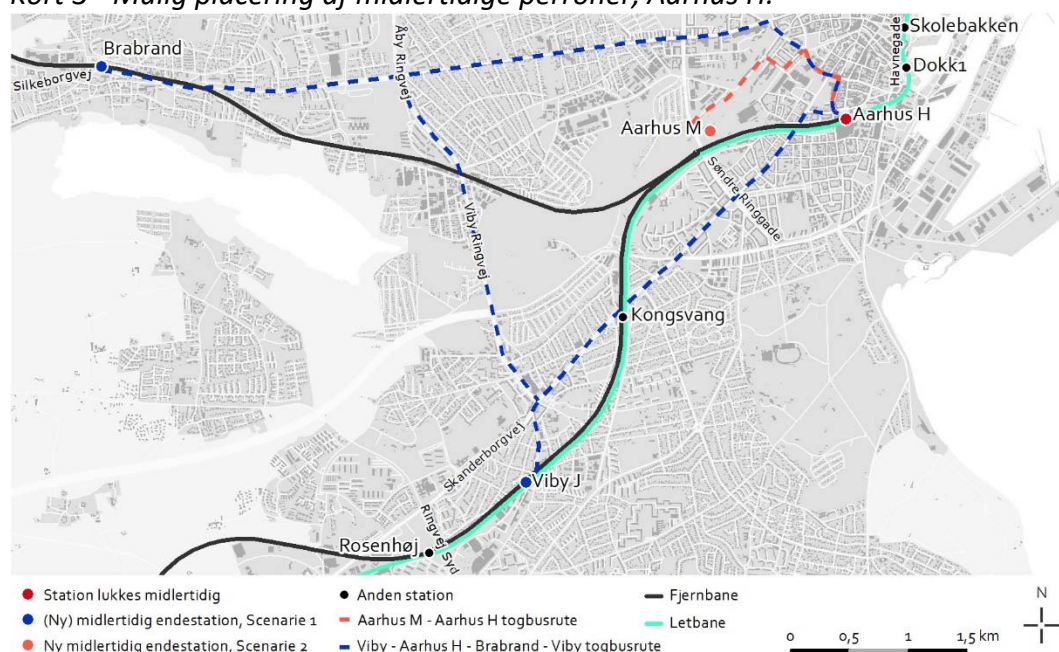 Kort 3 - Mulig placering af midlertidige perroner, Aarhus H.
Skolebakken
Havnegade
Dokk1
Brabrand
Silkeborgvej
Åby Ringvej
Aarhus M
Aarhus H
Søndre Ringgade
Viby Ringvej
Kongsvang
Skanderborgvej
Viby J
Ringvej Syd
Rosenhøj
Station lukkes midlertidig
(Ny) midlertidig endestation, Scenarie 1
Ny midlertidig endestation, Scenarie 2
Anden station
Aarhus M - Aarhus H togbusrute
Viby - Aarhus H - Brabrand - Viby togbusrute
Fjernbane
Letbane
N
0 0,5 1 1,5 km